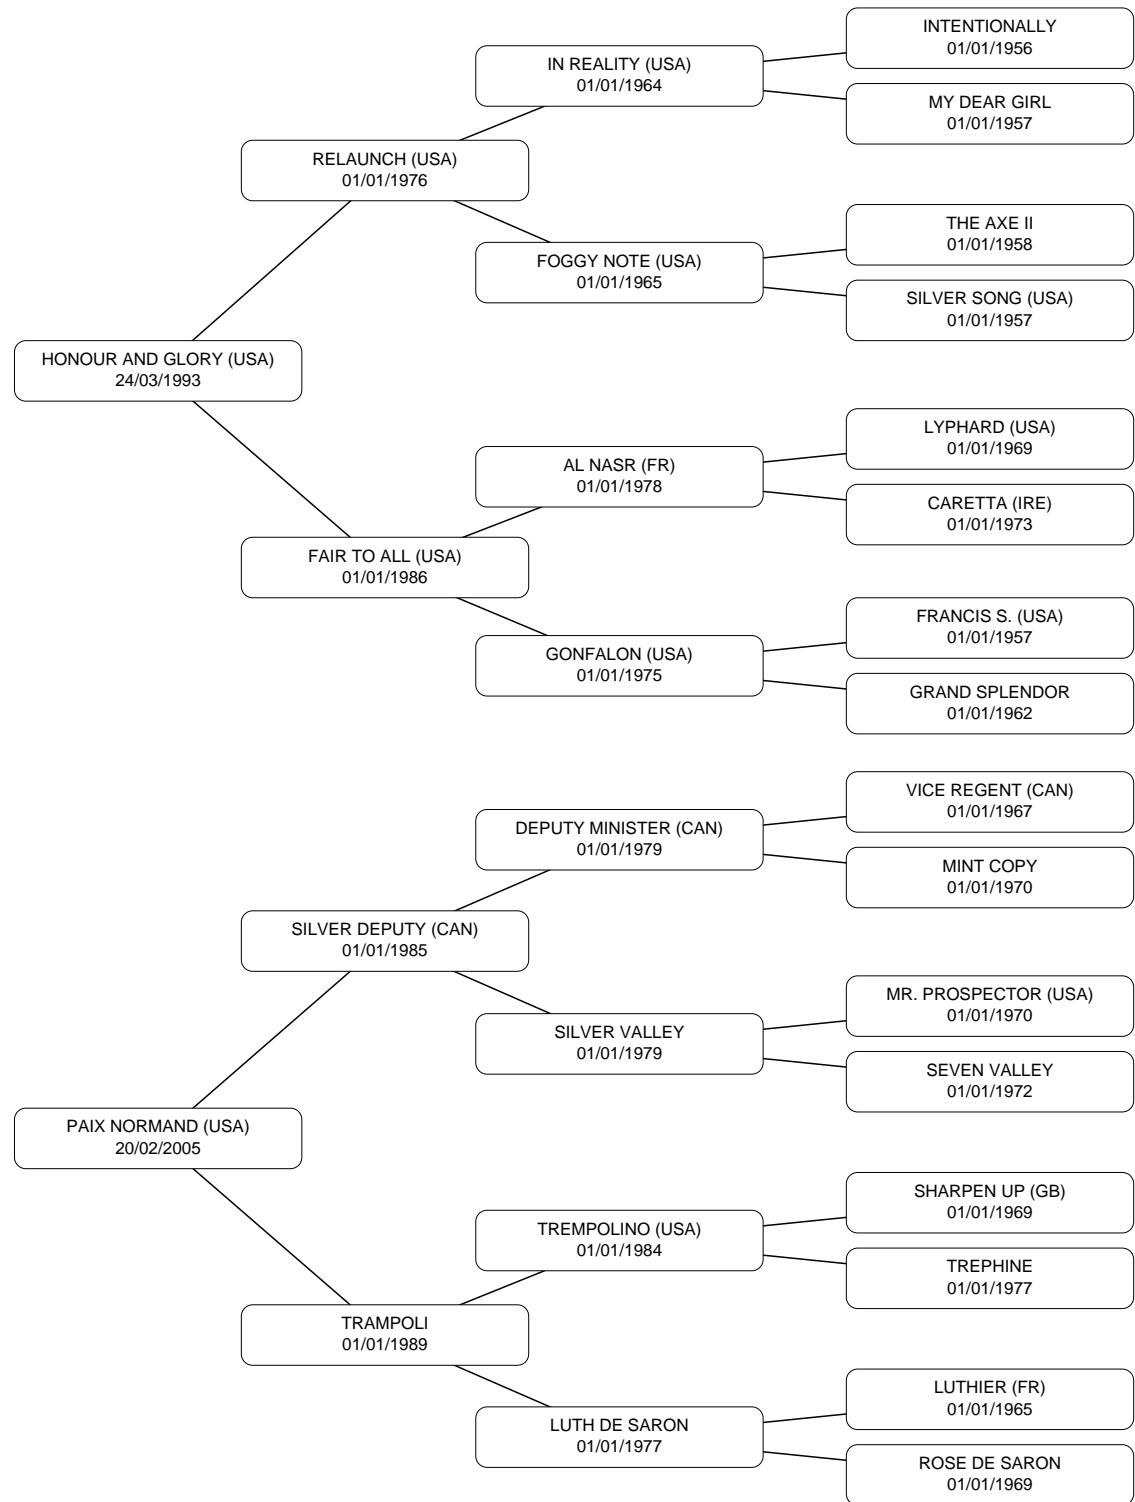 INTENTIONALLY
01/01/1956
IN REALITY (USA)
01/01/1964
MY DEAR GIRL
01/01/1957
RELAUNCH (USA)
01/01/1976
THE AXE II
01/01/1958
FOGGY NOTE (USA)
01/01/1965
SILVER SONG (USA)
01/01/1957
HONOUR AND GLORY (USA)
24/03/1993
LYPHARD (USA)
01/01/1969
AL NASR (FR)
01/01/1978
CARETTA (IRE)
01/01/1973
FAIR TO ALL (USA)
01/01/1986
FRANCIS S. (USA)
01/01/1957
GONFALON (USA)
01/01/1975
GRAND SPLENDOR
01/01/1962
VICE REGENT (CAN)
01/01/1967
DEPUTY MINISTER (CAN)
01/01/1979
MINT COPY
01/01/1970
SILVER DEPUTY (CAN)
01/01/1985
MR. PROSPECTOR (USA)
01/01/1970
SILVER VALLEY
01/01/1979
SEVEN VALLEY
01/01/1972
PAIX NORMAND (USA)
20/02/2005
SHARPEN UP (GB)
01/01/1969
TREMPOLINO (USA)
01/01/1984
TREPHINE
01/01/1977
TRAMPOLI
01/01/1989
LUTHIER (FR)
01/01/1965
LUTH DE SARON
01/01/1977
ROSE DE SARON
01/01/1969